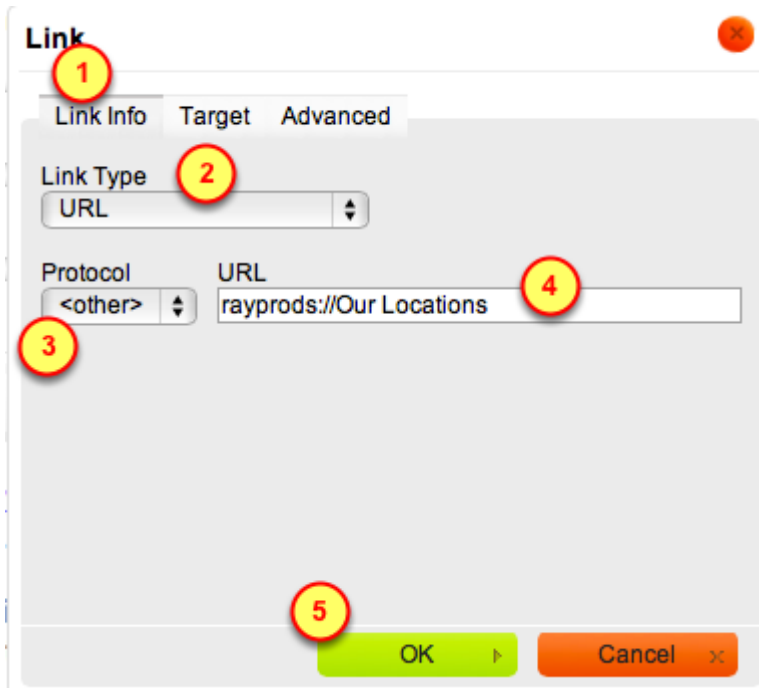 Link
1
Link Info Target Advanced
2
Link Type
URL
Protocol URL
<other> rayprods://Our Locations
4
3
5
OK Cancel